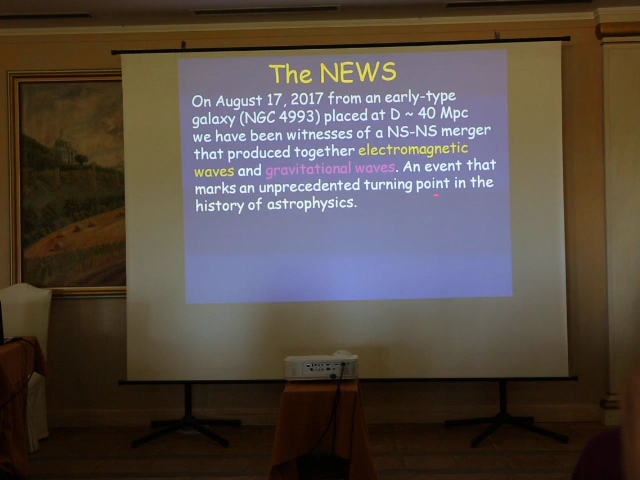 The NEWS
On August 17, 2017 from an early-type
galaxy (NGC 4993) placed at D ~ 40 Mpc
we have been witnesses of a NS-NS merger
that produced together electromagnetic
waves and gravitational waves. An event that
marks an unprecedented turning point in the
history of astrophysics.